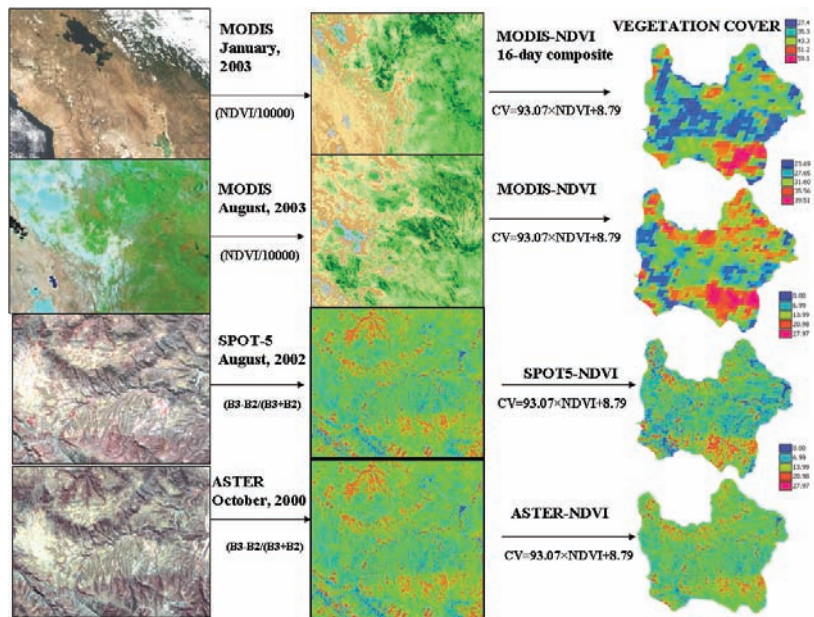 MODIS
January,
2003
(NDVI/10000)
MODIS-NDVI
16-day composite
CV=93.07×NDVI+8.79
VEGETATION COVER
27.4
35.3
43.3
51.2
59.1
MODIS
August, 2003
(NDVI/10000)
MODIS-NDVI
CV=93.07×NDVI+8.79
23.69
27.65
31.60
35.56
39.51
SPOT-5
August, 2002
(B3-B2/(B3+B2)
SPOT5-NDVI
CV=93.07×NDVI+8.79
0.00
6.99
13.99
20.98
27.97
ASTER
October, 2000
(B3-B2/(B3+B2)
ASTER-NDVI
CV=93.07×NDVI+8.79
0.00
6.99
13.99
20.98
27.97